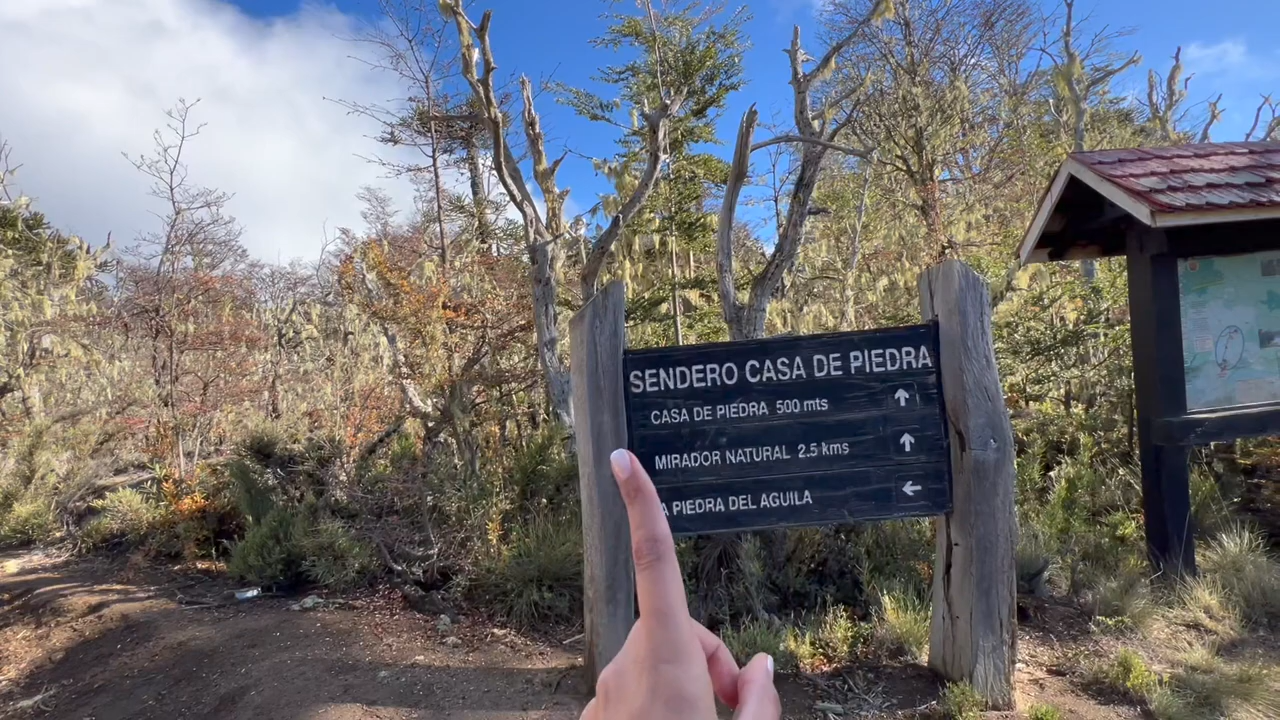 SENDERO CASA DE PIEDRA
CASA DE PIEDRA 500 mts
MIRADOR NATURAL 2.5 kms
A PIEDRA DEL AGUILA